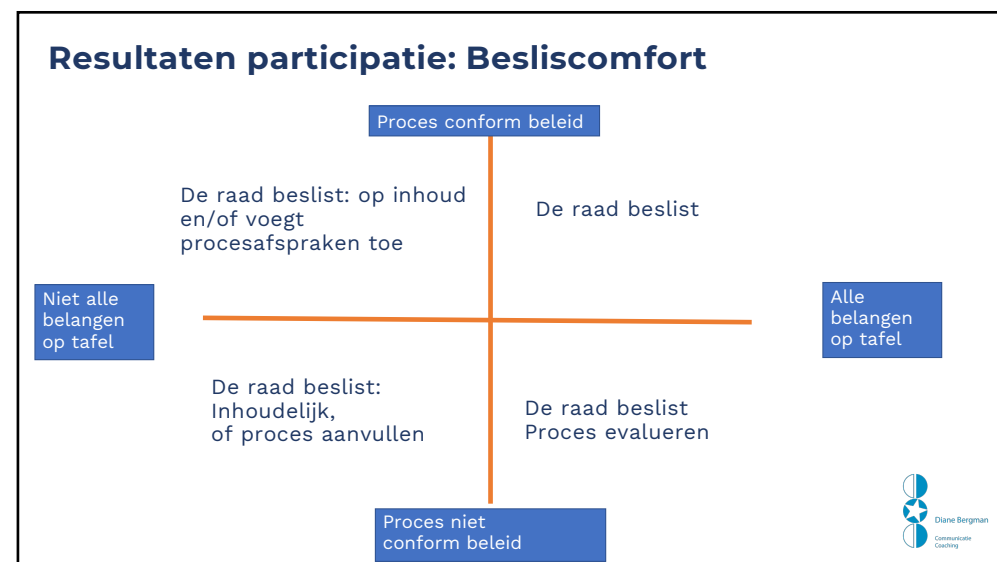 Resultaten participatie: Besliscomfort
Proces conform beleid
De raad beslist: op inhoud
en/of voegt
procesafspraken toe
De raad beslist
Niet alle
belangen
op tafel
Alle
belangen
op tafel
De raad beslist:
Inhoudelijk,
of proces aanvullen
De raad beslist
Proces evalueren
Proces niet
conform beleid
Diane Bergman
Communicatie
Coaching